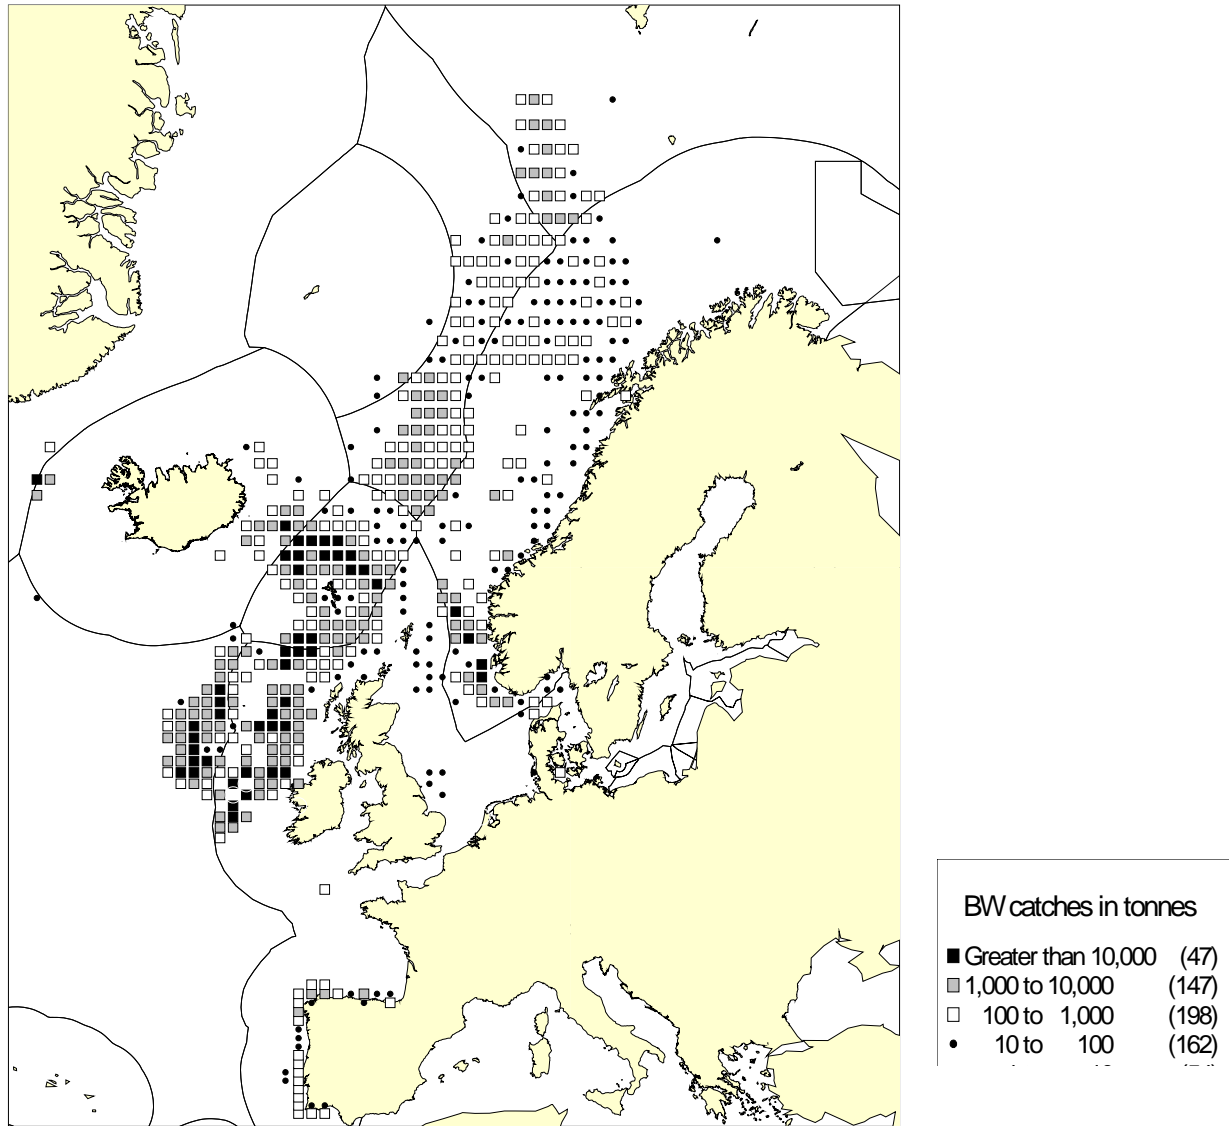 BW catches in tonnes
Greater than 10,000 (47)
1,000 to 10,000 (147)
100 to 1,000 (198)
10 to 100 (162)